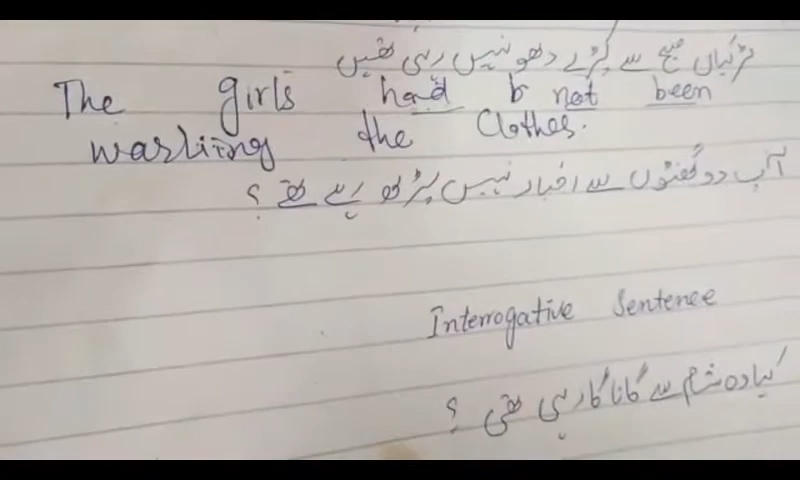 لڑکیاں صبح سے کپڑے دھو نہیں رہی تھیں
The girls had not been
the Clothes.
آپ دو گھنٹوں سے اخبار نہیں پڑھ رہے تھے ؟
Interrogative Sentence
کیا وہ شام سے گانا گا رہی تھی ؟